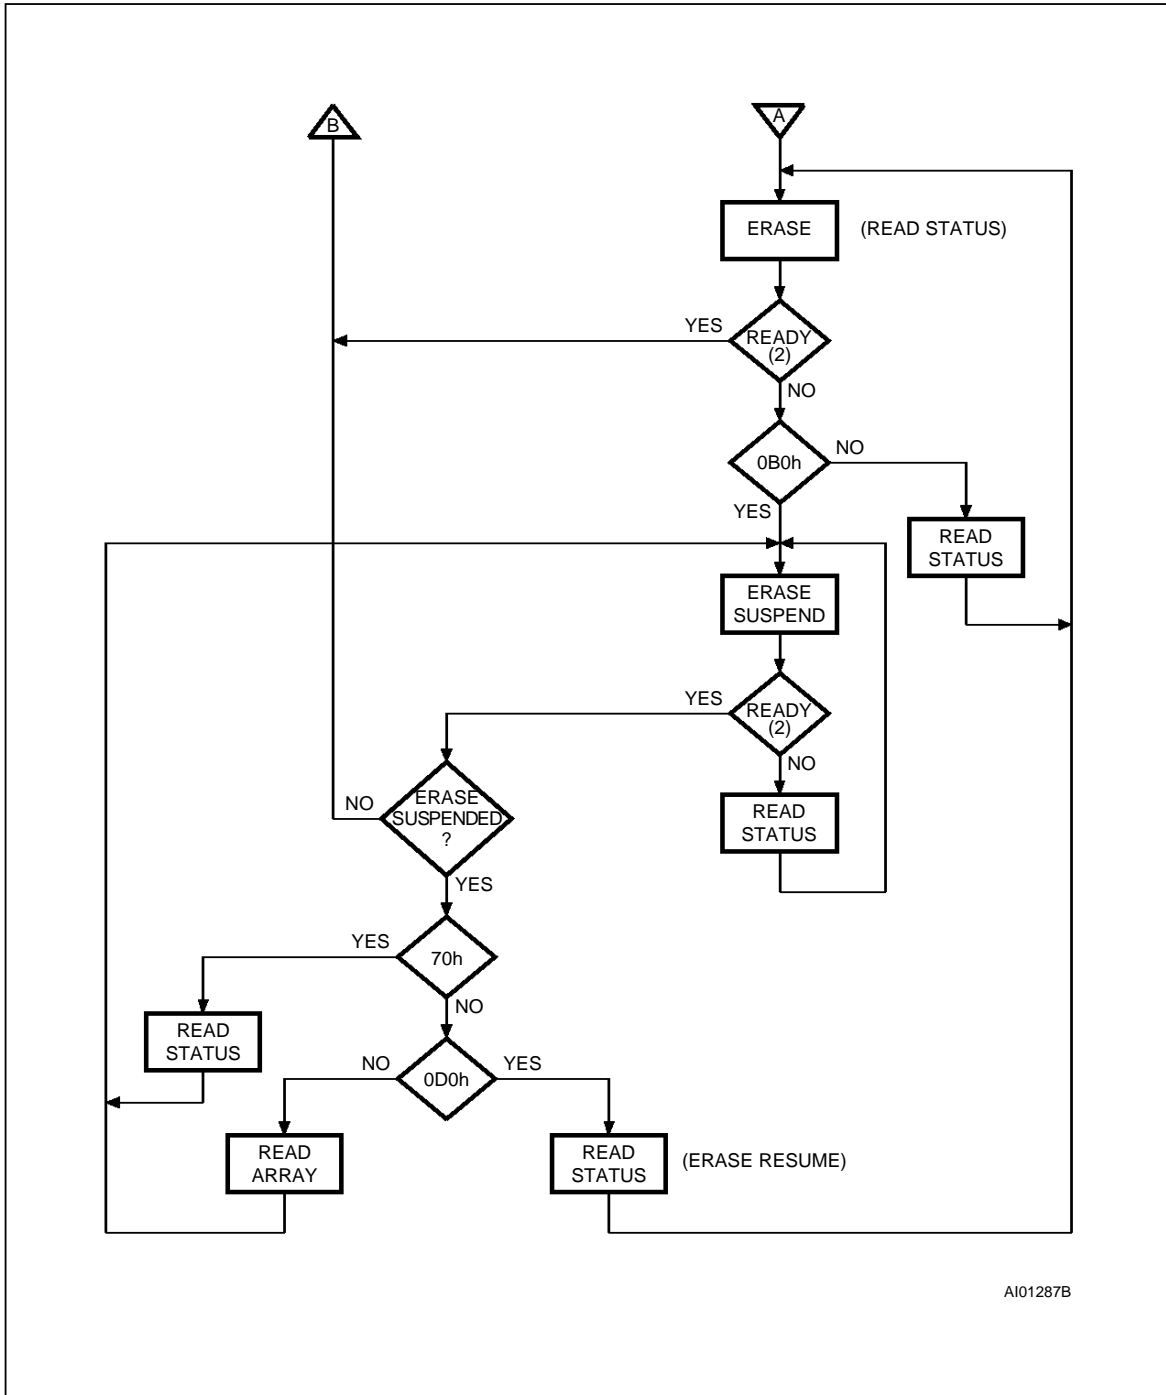 B
A
ERASE
(READ STATUS)
YES
READY
(2)
NO
0B0h
NO
YES
READ
STATUS
ERASE
SUSPEND
YES
READY
(2)
NO
NO
ERASE
SUSPENDED
?
READ
STATUS
YES
YES
70h
NO
READ
STATUS
NO
0D0h
YES
READ
ARRAY
READ
STATUS
(ERASE RESUME)
AI01287B